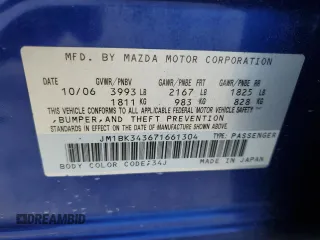 MFD. BY MAZDA MOTOR CORPORATION
GVWR/PNBV GAWR/PNBE FRT GAWR/PNBE RR
10/06 3993 LB 2167 LB 1825 LB
1811 KG 983 KG 828 KG
THIS VEHICLE CONFORMS TO ALL APPLICABLE FEDERAL MOTOR VEHICLE SAFETY
,BUMPER,AND THEFT PREVENTION
STANDARDS IN EFFECT ON THE DATE OF MANUFACTURE SHOWN ABOVE.
JM1BK343671661304 TYPE: PASSENGER
BODY COLOR CODE:34J MADE IN JAPAN
DREAMBID